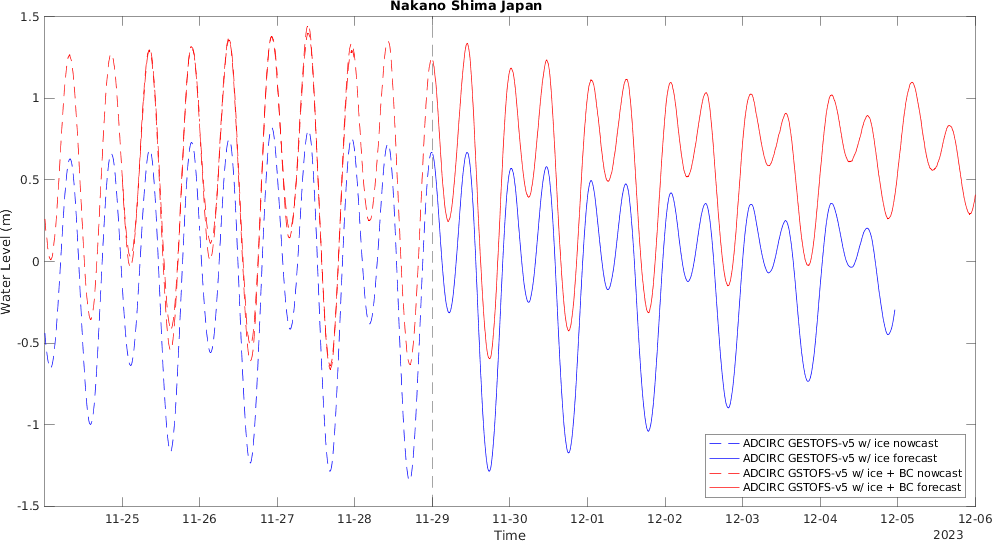 Nakano Shima Japan
1.5
1
0.5
0
-0.5
-1
-1.5
Water Level (m)
11-25 11-26 11-27 11-28 11-29 11-30 12-01 12-02 12-03 12-04 12-05 12-06
Time
2023
ADCIRC GESTOFS-v5 w/ ice nowcast
ADCIRC GESTOFS-v5 w/ ice forecast
ADCIRC GSTOFS-v5 w/ ice + BC nowcast
ADCIRC GSTOFS-v5 w/ ice + BC forecast